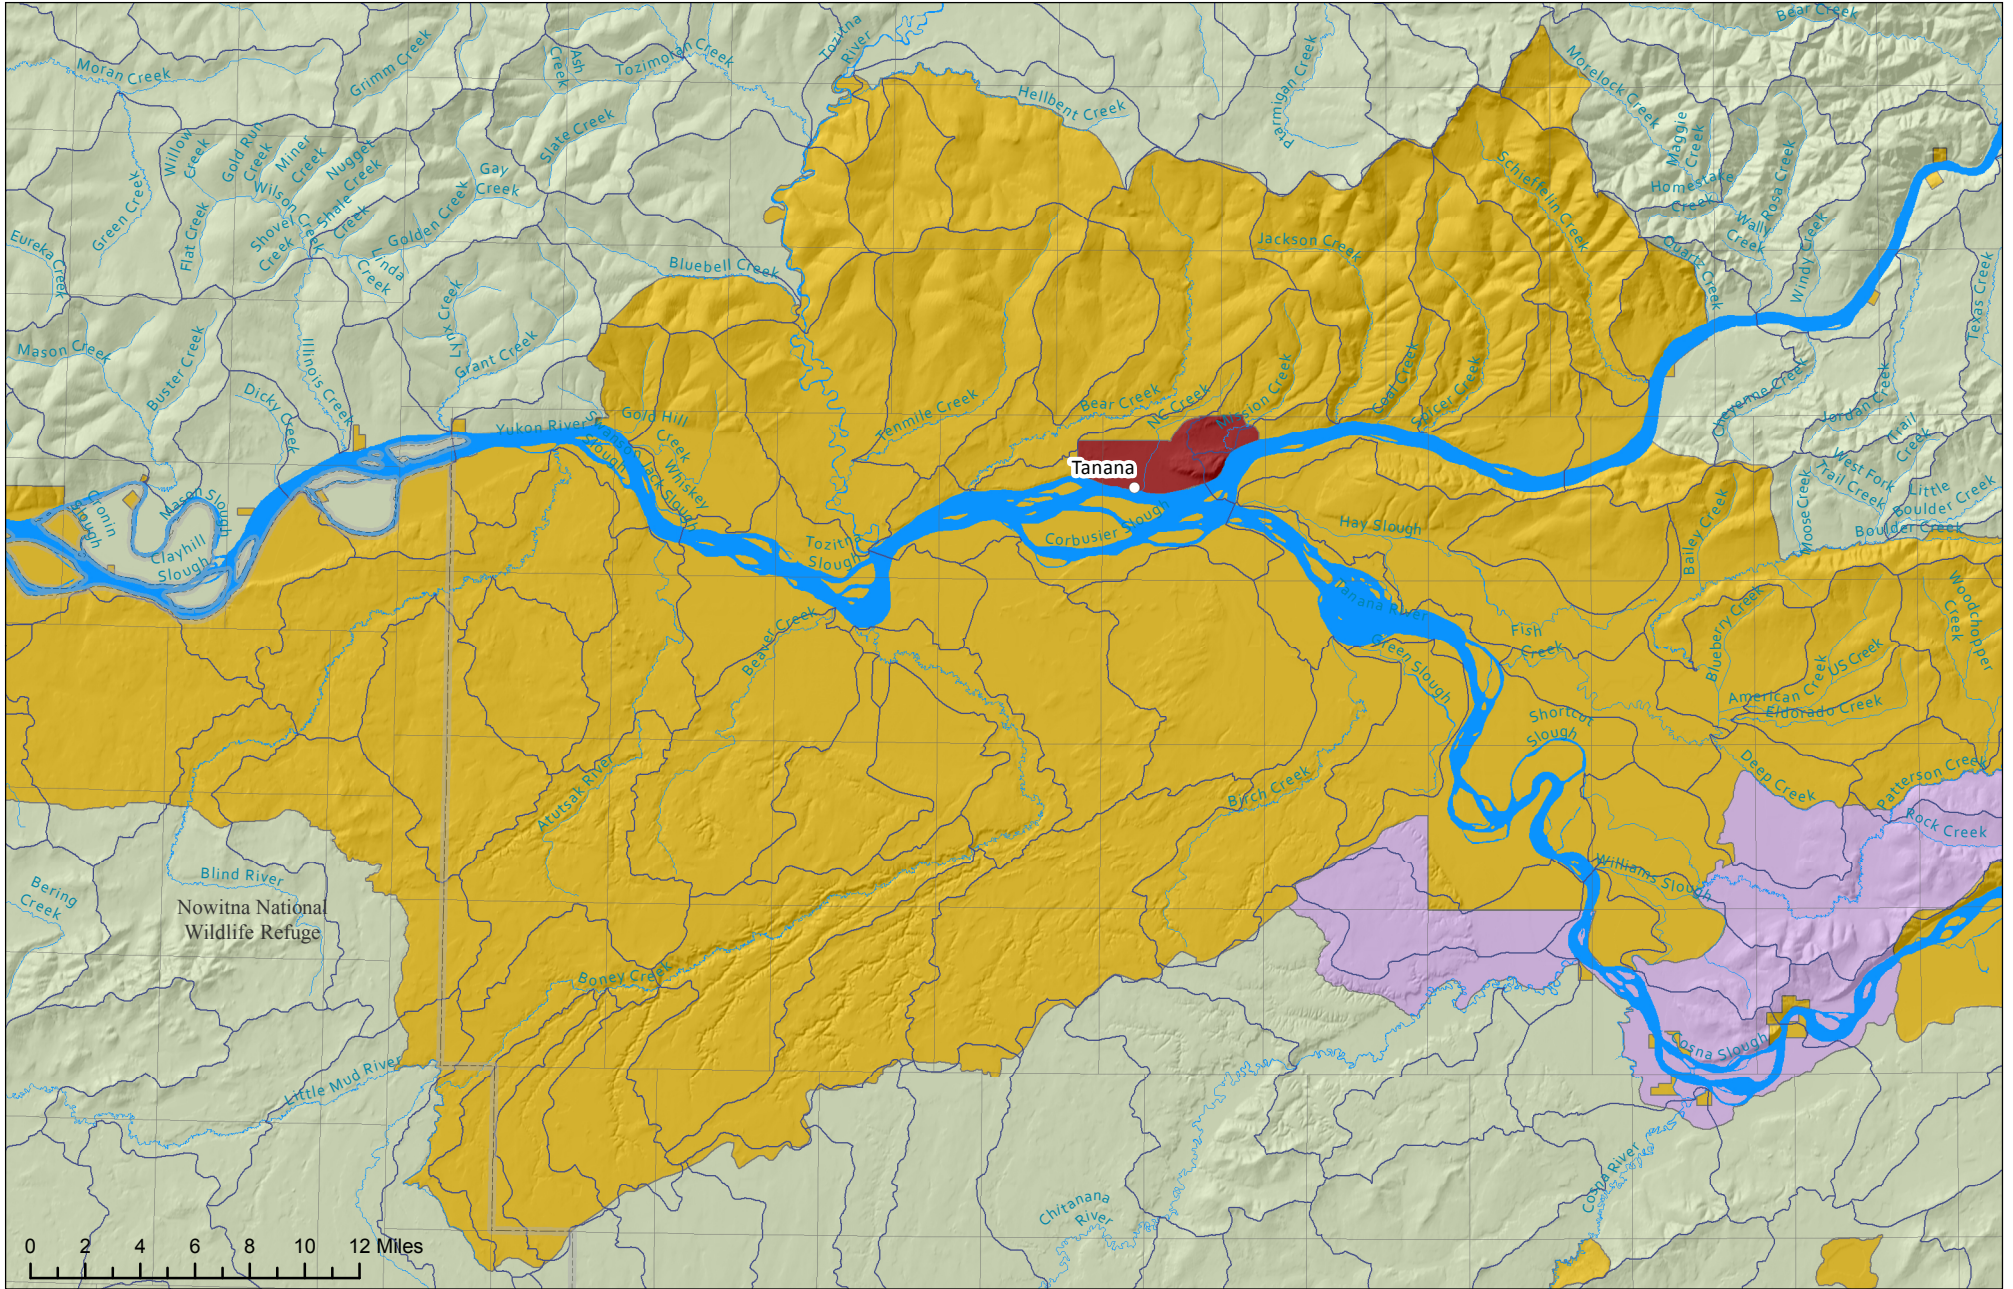 Bear Creek
Moran Creek
Grimm Creek
Ash
Creek
Tozimoran Creek
Tozitna
River
Hellbent Creek
Ptarmigan Creek
Morelock Creek
Maggie
Creek
Homestake
Creek
Rosa Creek
Wally
Creek
Windy Creek
Quartz Creek
Texas Creek
Willow
Creek
Gold Run
Creek
Miner
Creek
Nugget
Creek
Slate Creek
Gay
Creek
Green Creek
Flat Creek
Wilson Creek
Shale
Creek
Shover
Creek
Golden Creek
Linda
Creek
Eureka Creek
Bluebell Creek
Jackson Creek
Schieffelin Creek
Lynx Creek
Grant Creek
Mason Creek
Buster Creek
Illinois Creek
Dicky Creek
Gold Hill
Creek
Yukon River
Tenmile Creek
Bear Creek
NC Creek
Mission Creek
Coal Creek
Spicer Creek
Cheyenne Creek
Jordan Creek
Trail
Creek
West Fork
Trail Creek
Little
Boulder Creek
Boulder Creek
Moose Creek
Bailey Creek
Tanana
Cronin
Slough
Mason Slough
Clayhill
Slough
Jack Slough
Whiskey
Tozitna
Slough
Corbusier Slough
Hay Slough
Tanana River
Fish
Creek
Green Slough
Beaver Creek
Blueberry Creek
Woodchopper
Creek
US Creek
American Creek
Eldorado Creek
Shortcut
Slough
Deep Creek
Patterson Creek
Rock Creek
Atutsak River
Birch Creek
Williams Slough
Blind River
Bering
Creek
Nowitna National
Wildlife Refuge
Boney Creek
Cosna Slough
Little Mud River
Cosna River
Chitanana
River
0 2 4 6 8 10 12 Miles